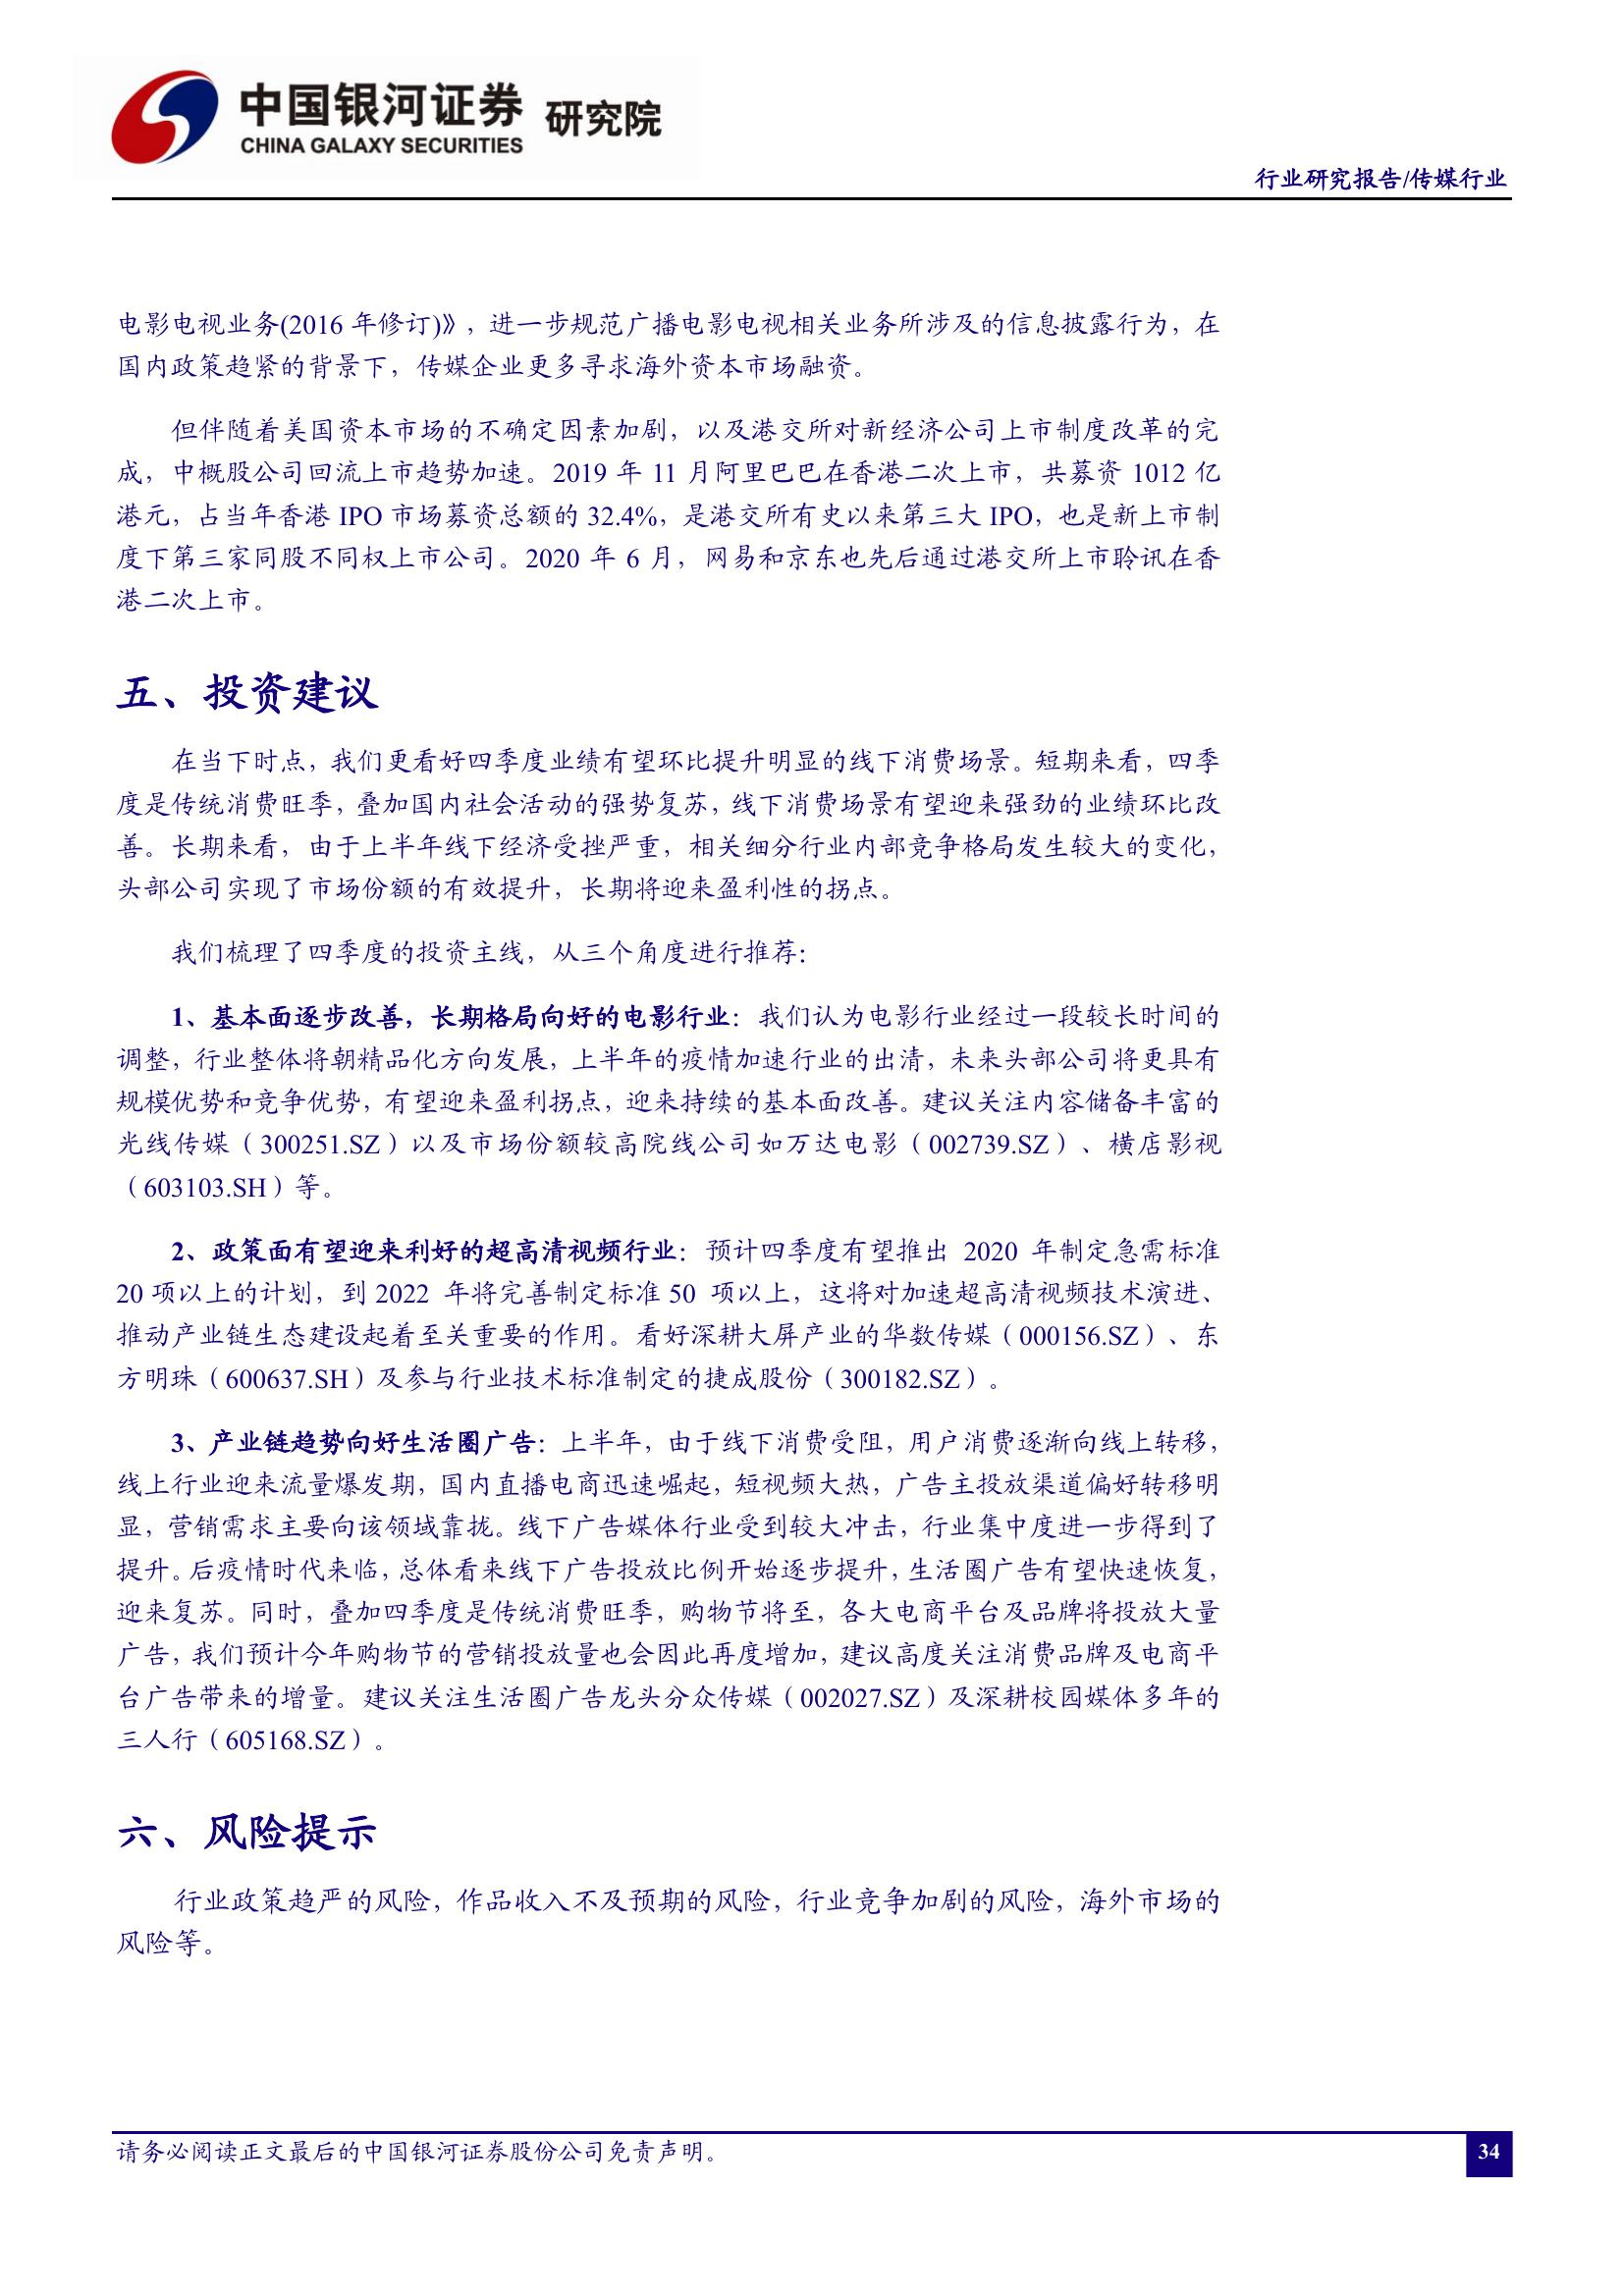 中国银河证券 研究院
CHINA GALAXY SECURITIES
行业研究报告/传媒行业
电影电视业务(2016 年修订)》，进一步规范广播电影电视相关业务所涉及的信息披露行为，在
国内政策趋紧的背景下，传媒企业更多寻求海外资本市场融资。
但伴随着美国资本市场的不确定因素加剧，以及港交所对新经济公司上市制度改革的完
成，中概股公司回流上市趋势加速。2019 年 11 月阿里巴巴在香港二次上市，共募资 1012 亿
港元，占当年香港 IPO 市场募资总额的 32.4%，是港交所有史以来第三大 IPO，也是新上市制
度下第三家同股不同权上市公司。2020 年 6 月，网易和京东也先后通过港交所上市聆讯在香
港二次上市。
五、投资建议
在当下时点，我们更看好四季度业绩有望环比提升明显的线下消费场景。短期来看，四季
度是传统消费旺季，叠加国内社会活动的强势复苏，线下消费场景有望迎来强劲的业绩环比改
善。长期来看，由于上半年线下经济受挫严重，相关细分行业内部竞争格局发生较大的变化，
头部公司实现了市场份额的有效提升，长期将迎来盈利性的拐点。
我们梳理了四季度的投资主线，从三个角度进行推荐：
1、基本面逐步改善，长期格局向好的电影行业：我们认为电影行业经过一段较长时间的
调整，行业整体将朝精品化方向发展，上半年的疫情加速行业的出清，未来头部公司将更具有
规模优势和竞争优势，有望迎来盈利拐点，迎来持续的基本面改善。建议关注内容储备丰富的
光线传媒（300251.SZ）以及市场份额较高院线公司如万达电影（002739.SZ）、横店影视
（603103.SH）等。
2、政策面有望迎来利好的超高清视频行业：预计四季度有望推出 2020 年制定急需标准
20 项以上的计划，到 2022 年将完善制定标准 50 项以上，这将对加速超高清视频技术演进、
推动产业链生态建设起着至关重要的作用。看好深耕大屏产业的华数传媒（000156.SZ）、东
方明珠（600637.SH）及参与行业技术标准制定的捷成股份（300182.SZ）。
3、产业链趋势向好生活圈广告：上半年，由于线下消费受阻，用户消费逐渐向线上转移，
线上行业迎来流量爆发期，国内直播电商迅速崛起，短视频大热，广告主投放渠道偏好转移明
显，营销需求主要向该领域靠拢。线下广告媒体行业受到较大冲击，行业集中度进一步得到了
提升。后疫情时代来临，总体看来线下广告投放比例开始逐步提升，生活圈广告有望快速恢复，
迎来复苏。同时，叠加四季度是传统消费旺季，购物节将至，各大电商平台及品牌将投放大量
广告，我们预计今年购物节的营销投放量也会因此再度增加，建议高度关注消费品牌及电商平
台广告带来的增量。建议关注生活圈广告龙头分众传媒（002027.SZ）及深耕校园媒体多年的
三人行（605168.SZ）。
六、风险提示
行业政策趋严的风险，作品收入不及预期的风险，行业竞争加剧的风险，海外市场的
风险等。
请务必阅读正文最后的中国银河证券股份公司免责声明。
34